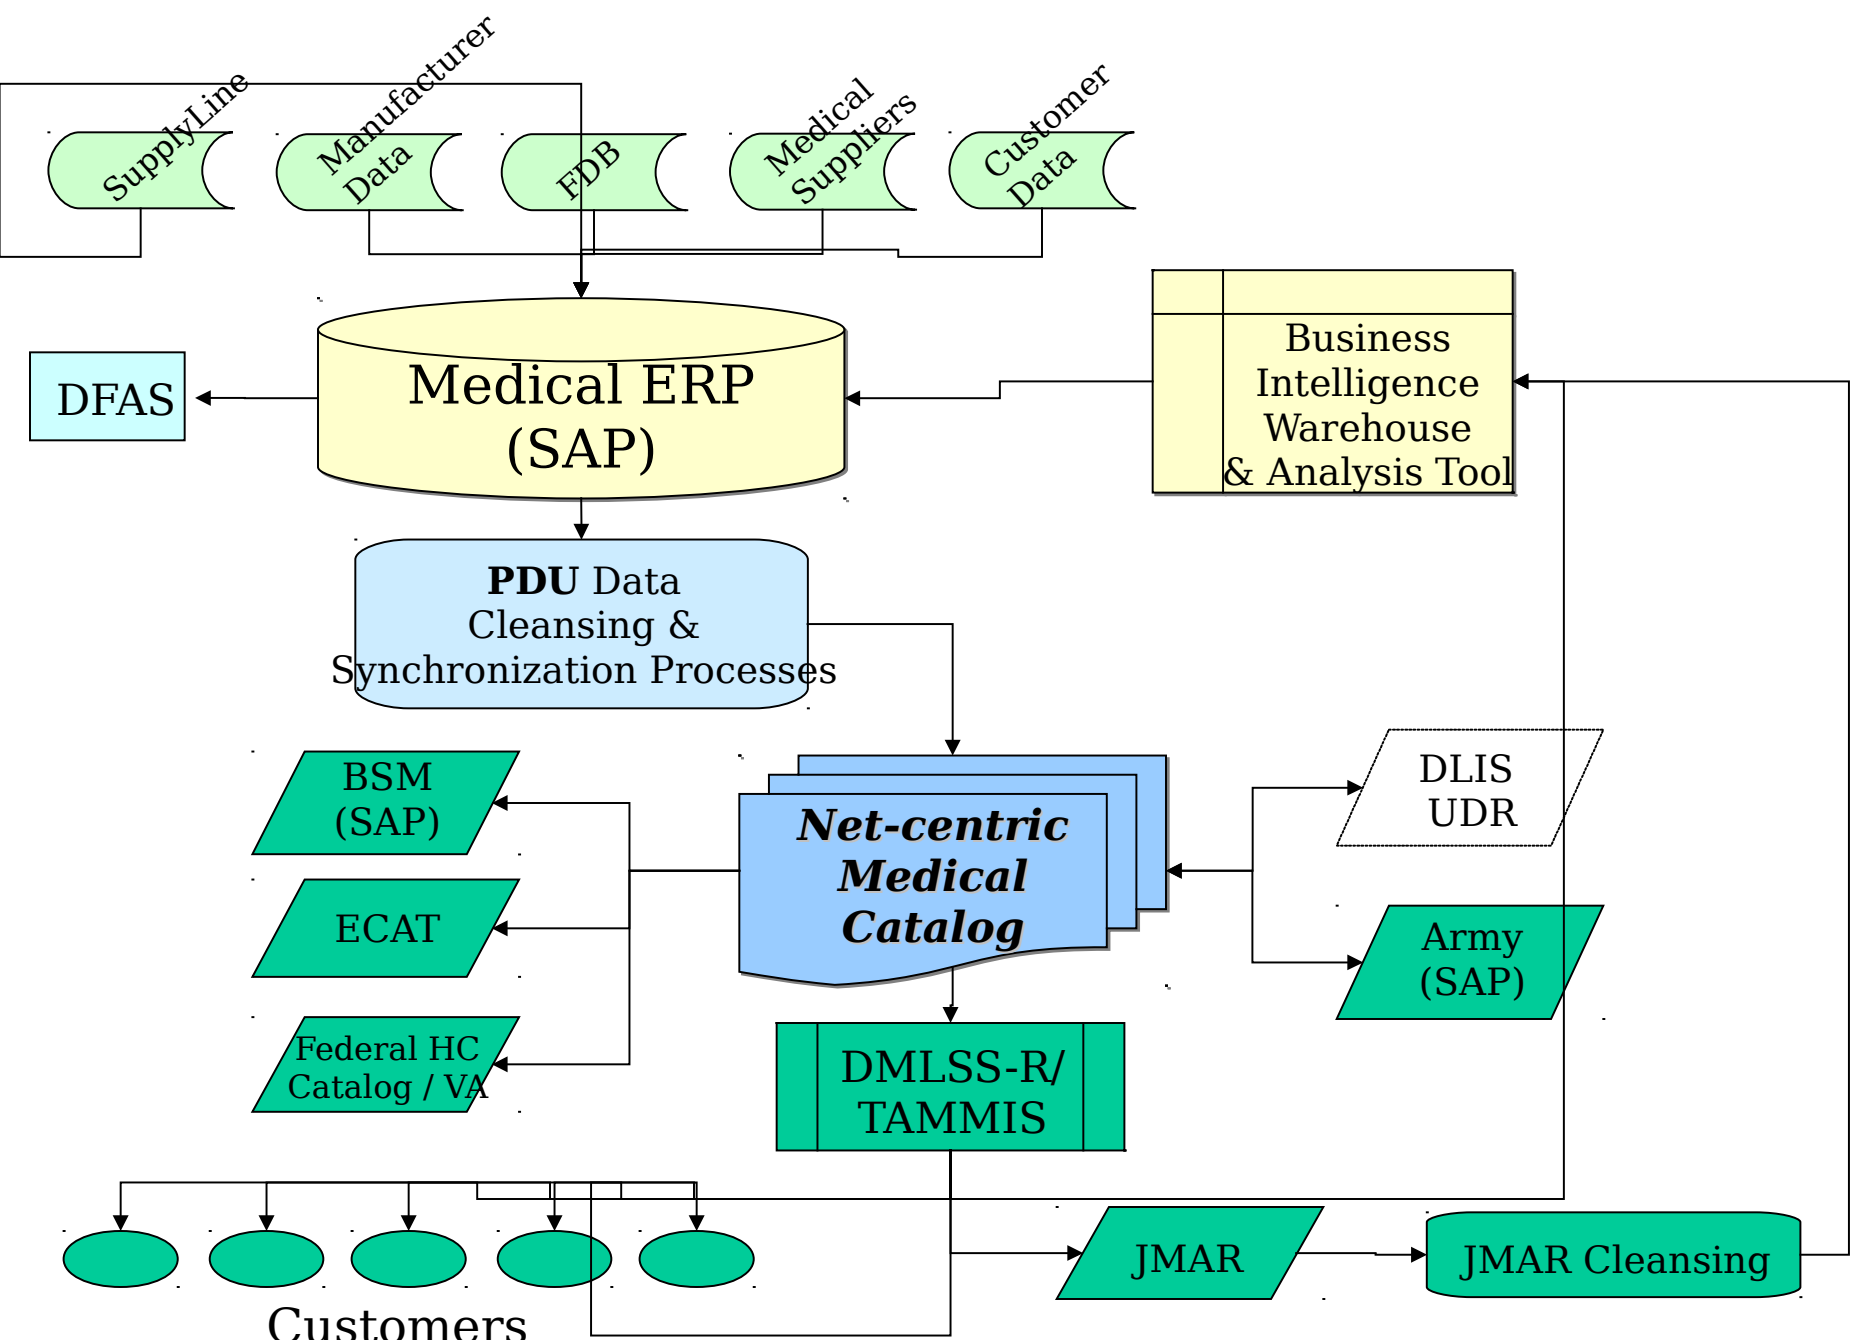 SupplyLine
Manufacturer
Data
FDB
Medical
Suppliers
Customer
Data
DFAS
Medical ERP
(SAP)
Business
Intelligence
Warehouse
& Analysis Tool
PDU Data
Cleansing &
Synchronization Processes
BSM
(SAP)
ECAT
Federal HC
Catalog / VA
Net-centric
Medical
Catalog
DLIS
UDR
Army
(SAP)
DMLSS-R/
TAMMIS
JMAR
JMAR Cleansing
Customers